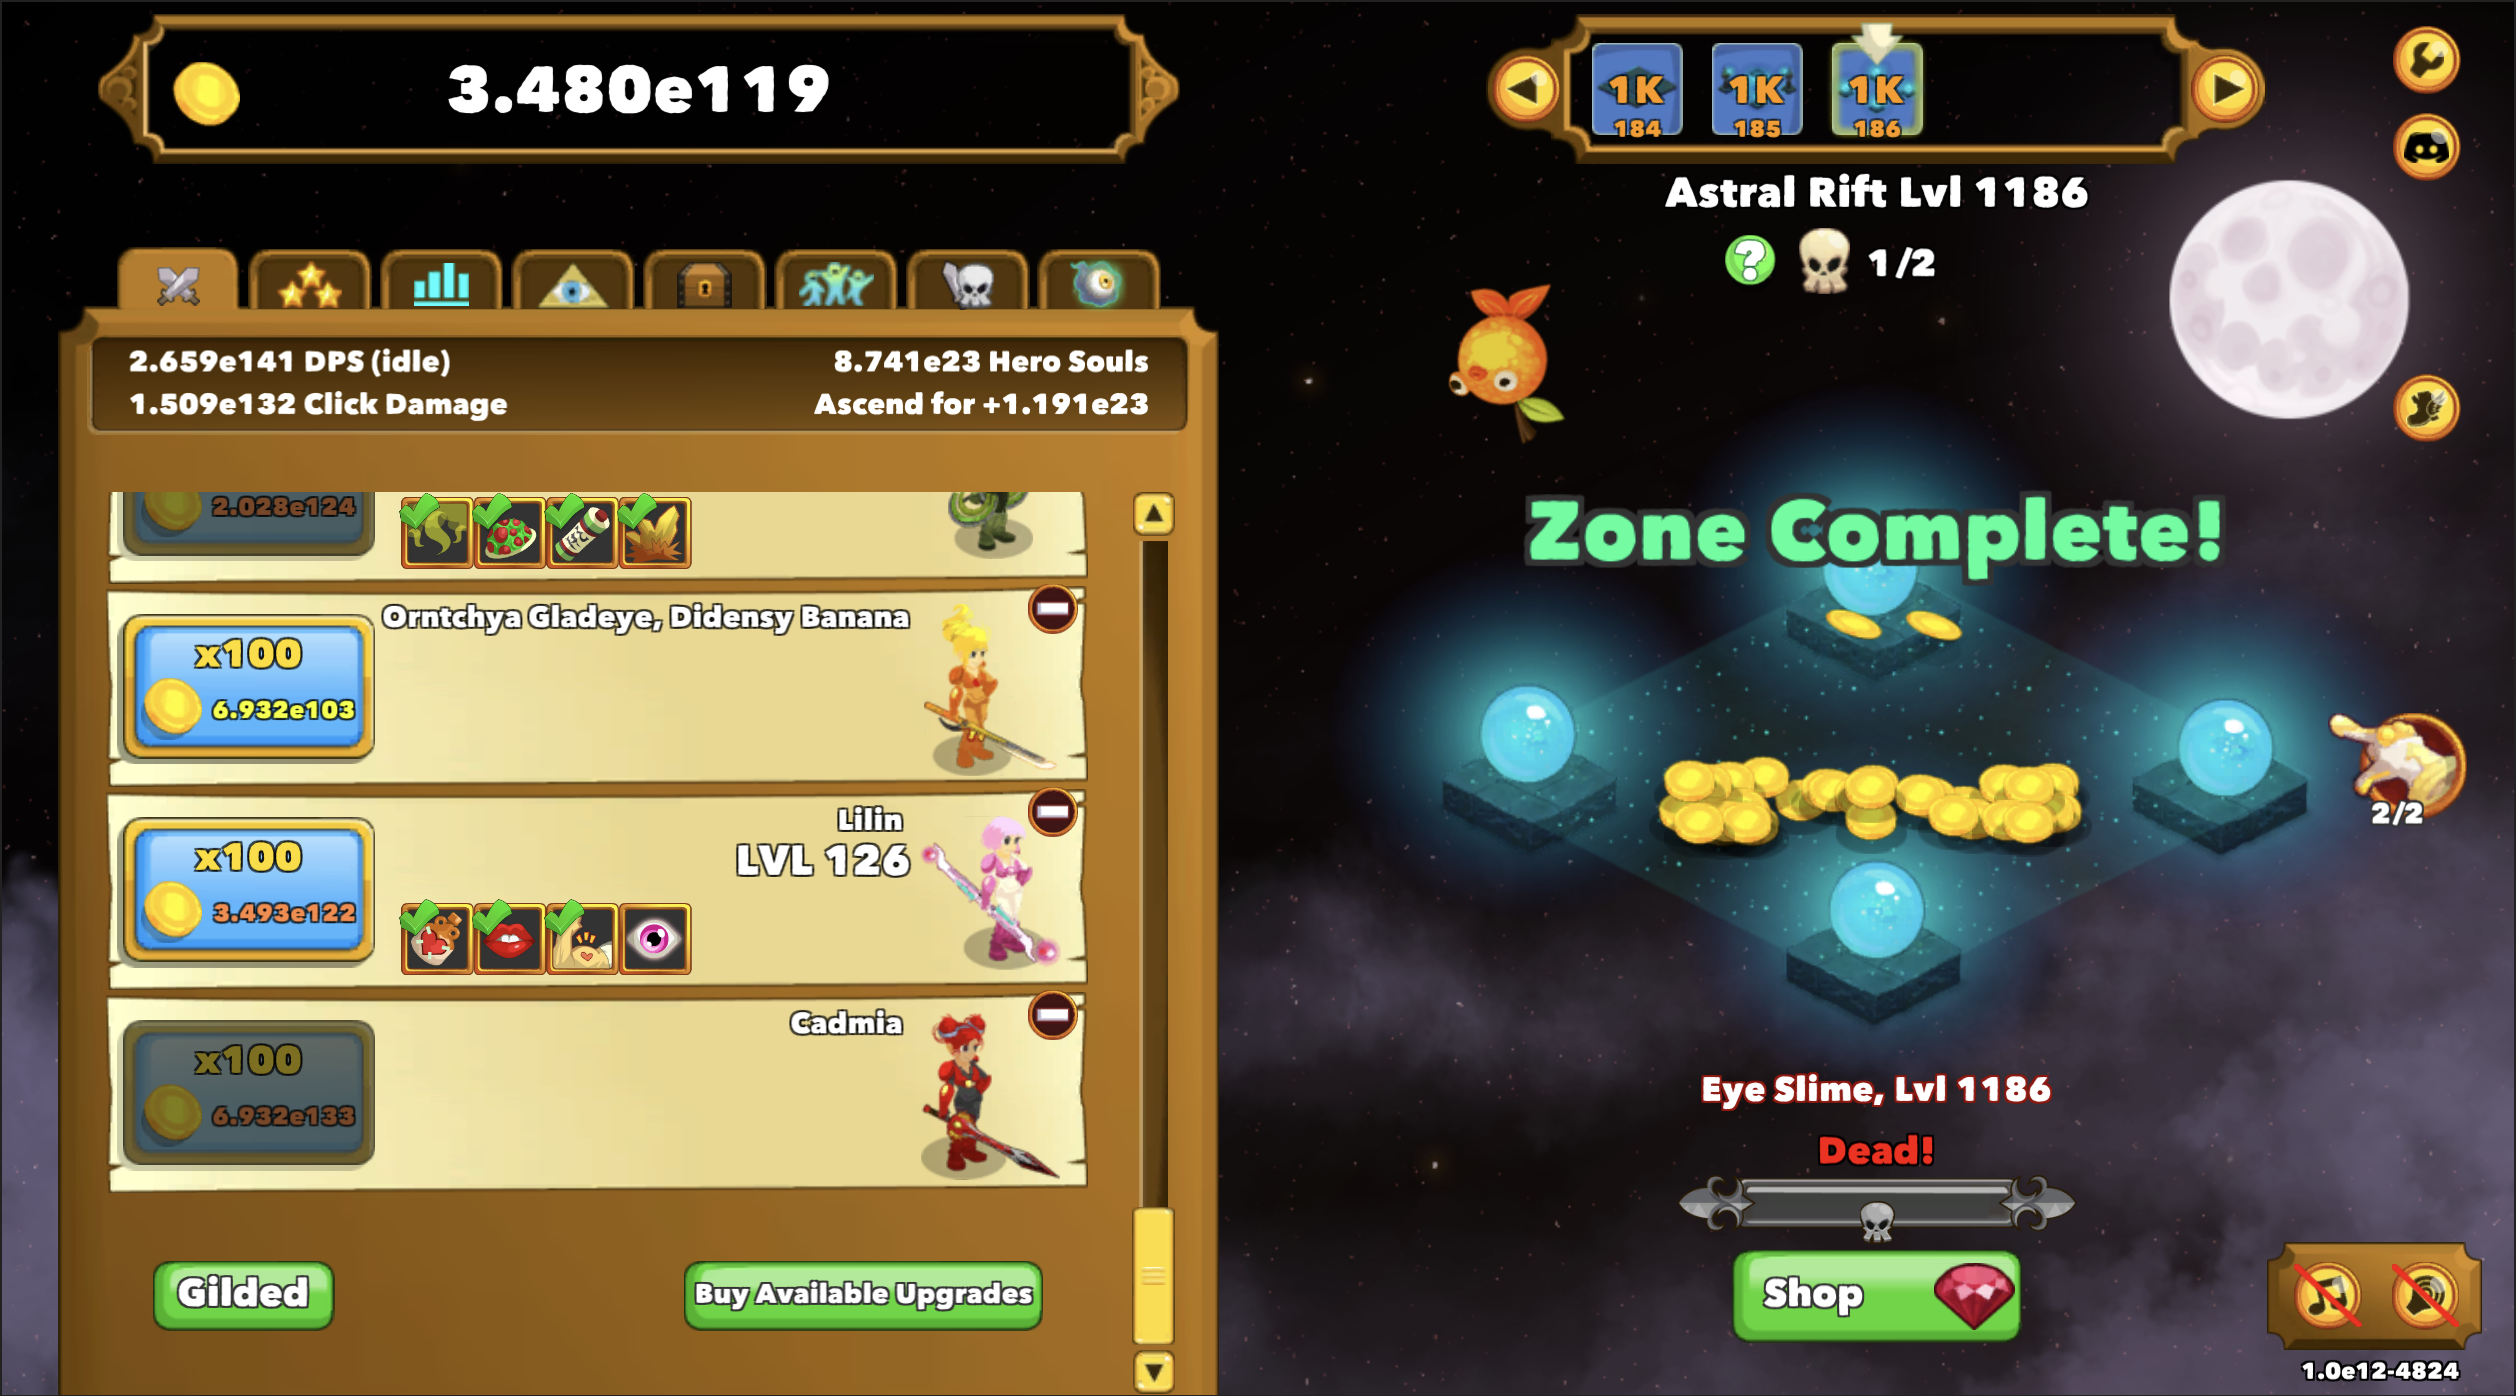 3.480e119
1K
184
1K
185
1K
186
Astral Rift Lvl 1186
?
1/2
2.659e141 DPS (idle)
8.741e23 Hero Souls
1.509e132 Click Damage
Ascend for +1.191e23
2.028e124
Orntchya Gladeye, Didensy Banana
x100
6.932e103
Lilin
LVL 126
x100
3.493e122
Cadmia
x100
6.932e133
Gilded
Buy Available Upgrades
Zone Complete!
2/2
Eye Slime, Lvl 1186
Dead!
Shop
1.0e12-4824